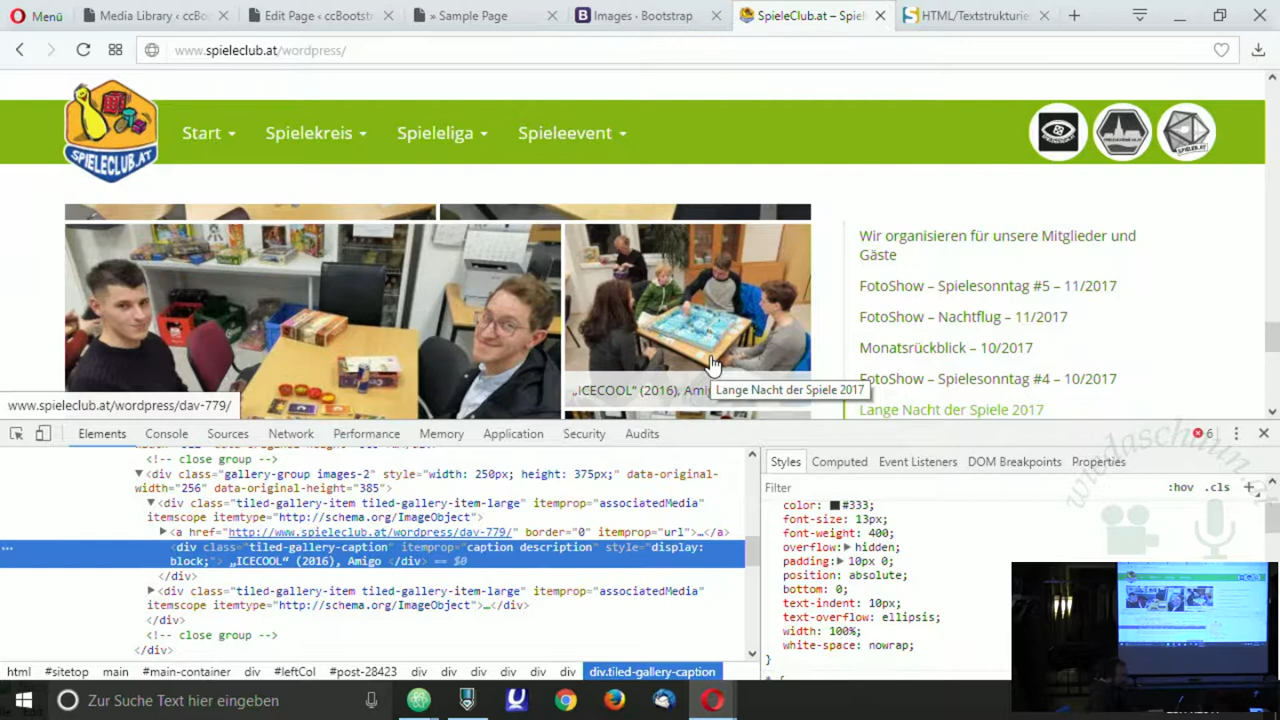 Menü
Media Library ‹ ccBo
Edit Page ‹ ccBootstr
» Sample Page
Images · Bootstrap
SpieleClub.at – Spiel
HTML/Textstrukturie
www.spieleclub.at/wordpress/
SPIELECLUB.AT
Start
Spielekreis
Spieleliga
Spieleevent
Wir organisieren für unsere Mitglieder und
Gäste
FotoShow – Spielesonntag #5 – 11/2017
FotoShow – Nachtflug – 11/2017
Monatsrückblick – 10/2017
FotoShow – Spielesonntag #4 – 10/2017
Lange Nacht der Spiele 2017
„ICECOOL“ (2016), Ami
Lange Nacht der Spiele 2017
www.spieleclub.at/wordpress/dav-779/
Elements
Console
Sources
Network
Performance
Memory
Application
Security
Audits
6
<!-- close group -->
<div class="gallery-group images-2" style="width: 250px; height: 375px;" data-original-
width="256" data-original-height="385">
<div class="tiled-gallery-item tiled-gallery-item-large" itemprop="associatedMedia"
itemscope itemtype="http://schema.org/ImageObject">
<a href="http://www.spieleclub.at/wordpress/dav-779/" border="0" itemprop="url">…</a>
<div class="tiled-gallery-caption" itemprop="caption description" style="display:
block;"> „ICECOOL“ (2016), Amigo </div> == $0
</div>
<div class="tiled-gallery-item tiled-gallery-item-large" itemprop="associatedMedia"
itemscope itemtype="http://schema.org/ImageObject">…</div>
</div>
<!-- close group -->
</div>
html
#sitetop
main
#main-container
div
#leftCol
#post-28423
div
div
div
div
div.tiled-gallery-caption
Styles
Computed
Event Listeners
DOM Breakpoints
Properties
Filter
:hov
.cls
color: #333;
font-size: 13px;
font-weight: 400;
overflow: hidden;
padding: 10px 0;
position: absolute;
bottom: 0;
text-indent: 10px;
text-overflow: ellipsis;
width: 100%;
white-space: nowrap;
}
Zur Suche Text hier eingeben